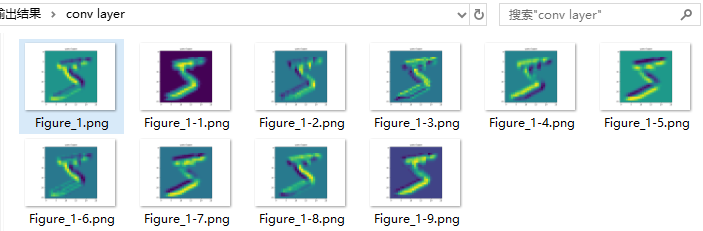 输出结果 conv layer 搜索"conv layer"
Figure_1.png Figure_1-1.png Figure_1-2.png Figure_1-3.png Figure_1-4.png Figure_1-5.png
Figure_1-6.png Figure_1-7.png Figure_1-8.png Figure_1-9.png